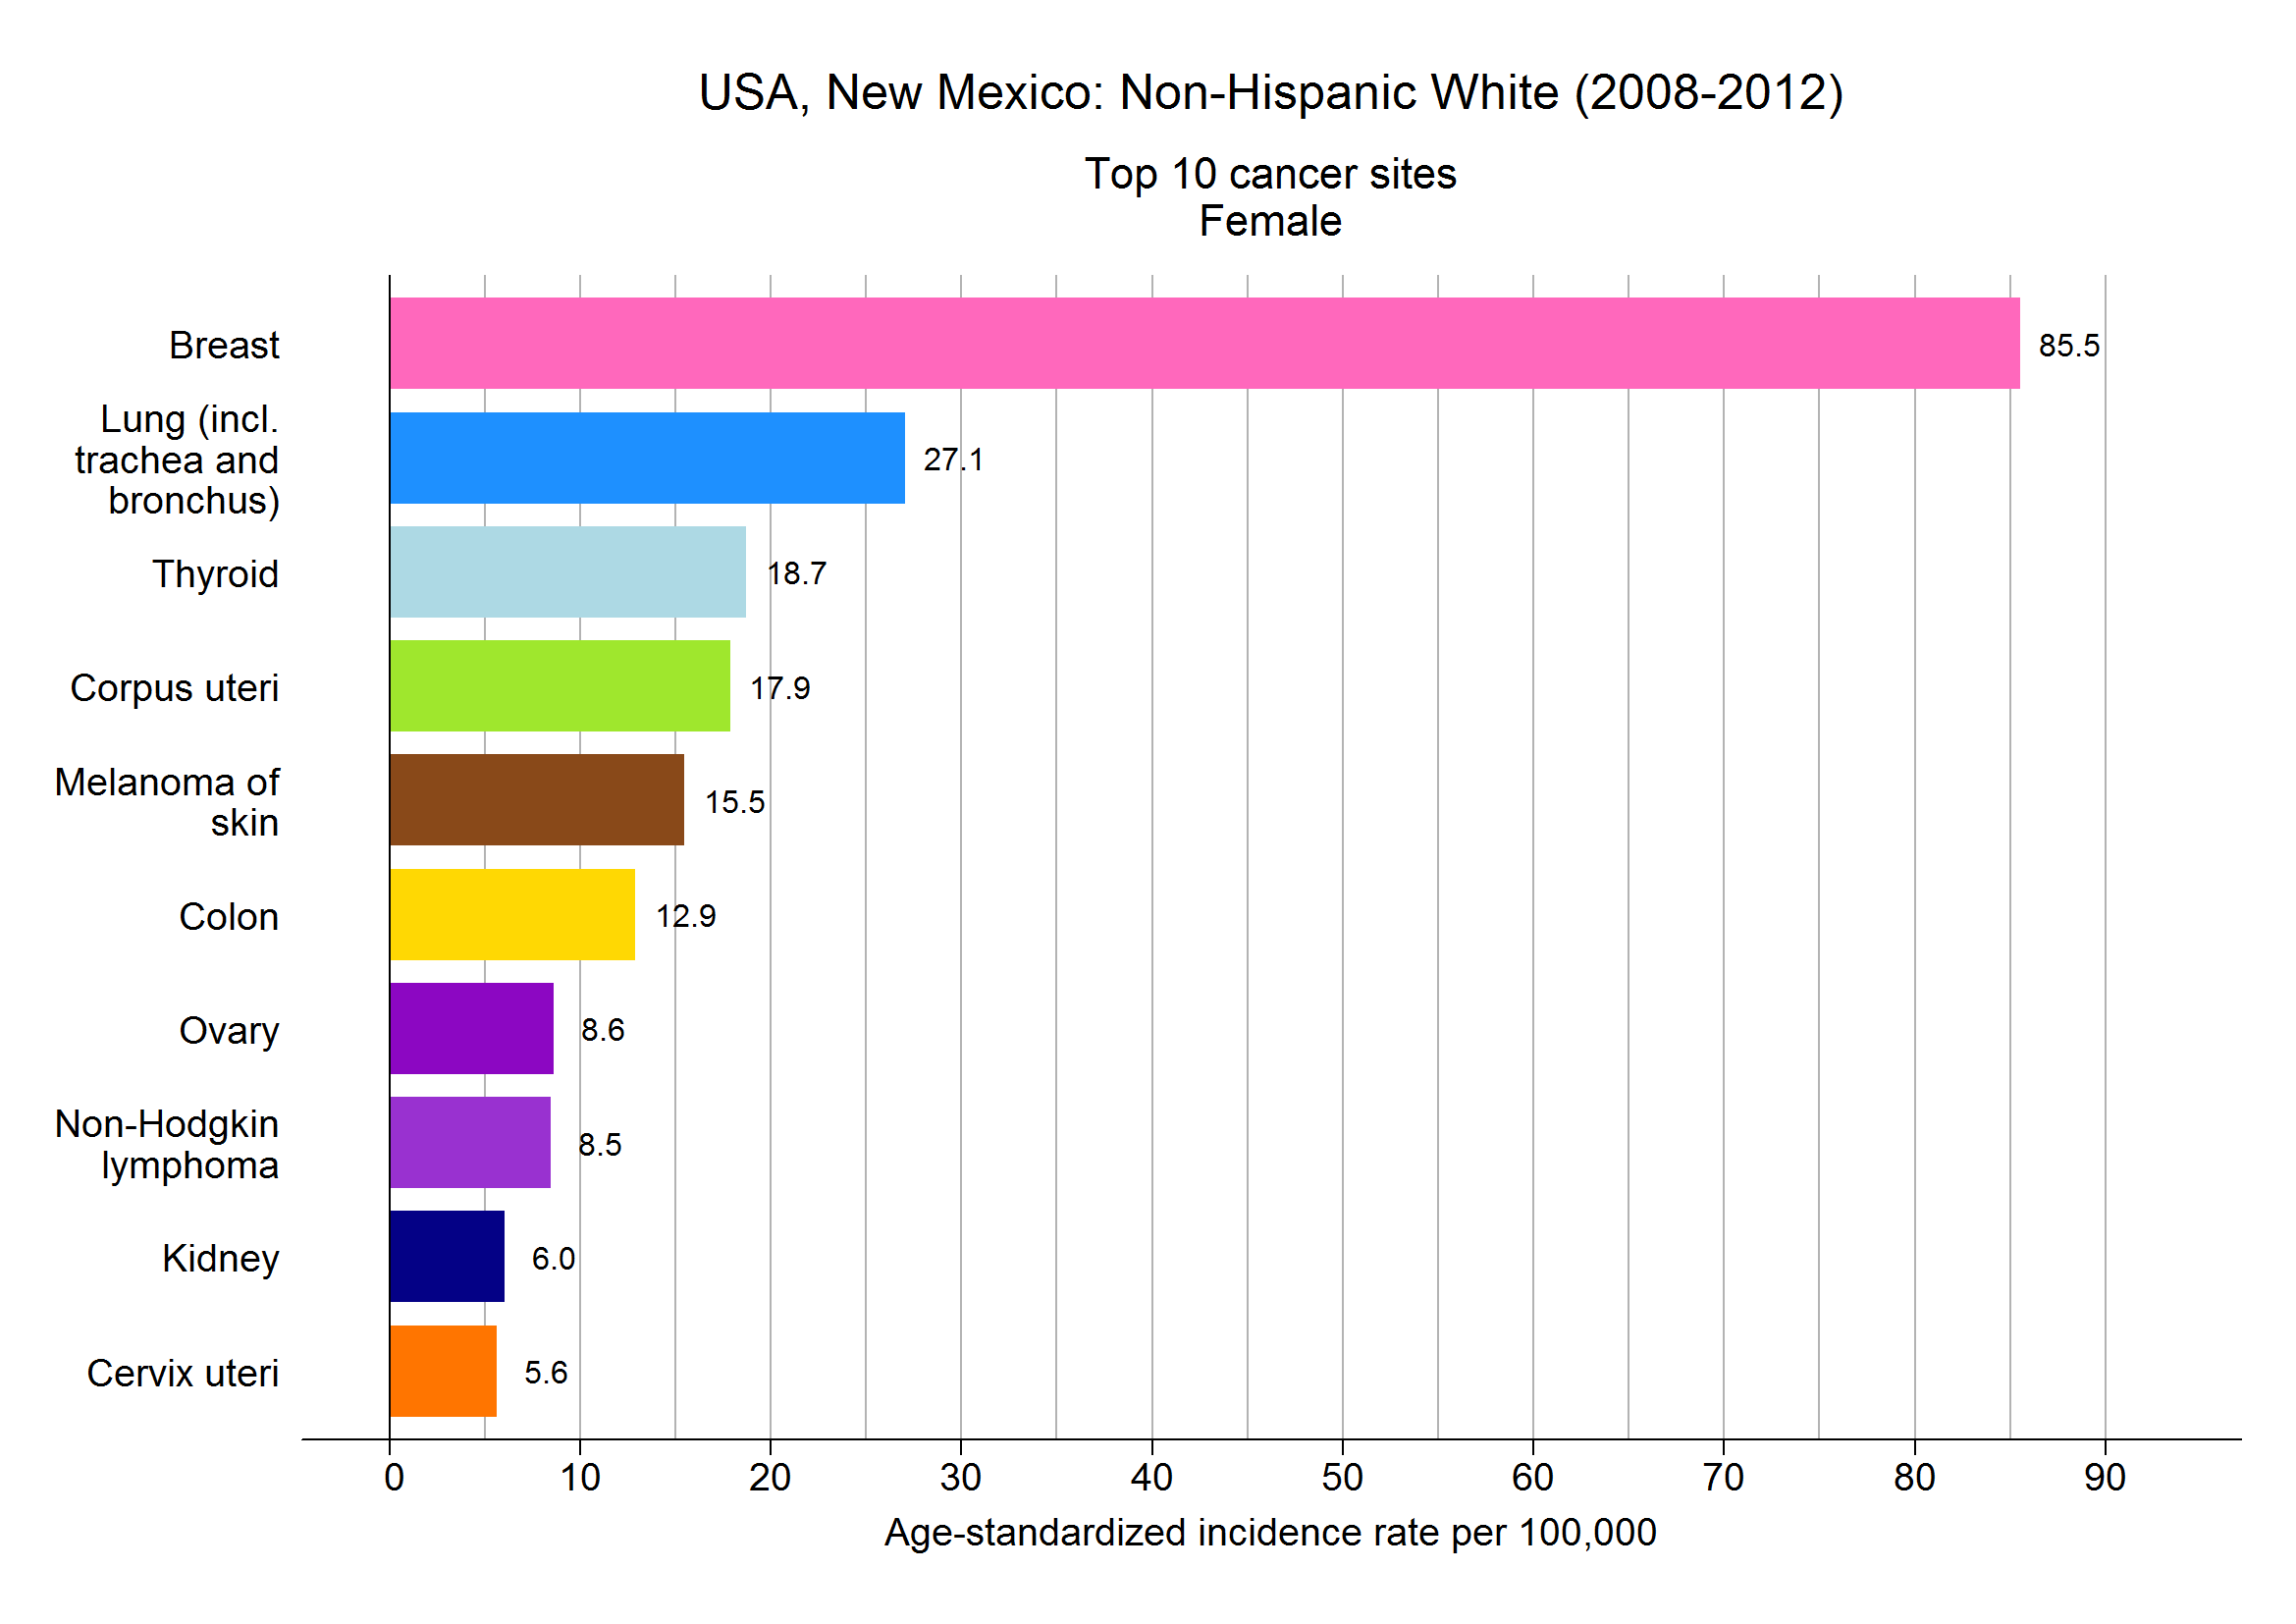 USA, New Mexico: Non-Hispanic White (2008-2012)
Top 10 cancer sites
Female
Breast
85.5
Lung (incl.
trachea and
bronchus)
27.1
Thyroid
18.7
Corpus uteri
17.9
Melanoma of
skin
15.5
Colon
12.9
Ovary
8.6
Non-Hodgkin
lymphoma
8.5
Kidney
6.0
Cervix uteri
5.6
0 10 20 30 40 50 60 70 80 90
Age-standardized incidence rate per 100,000